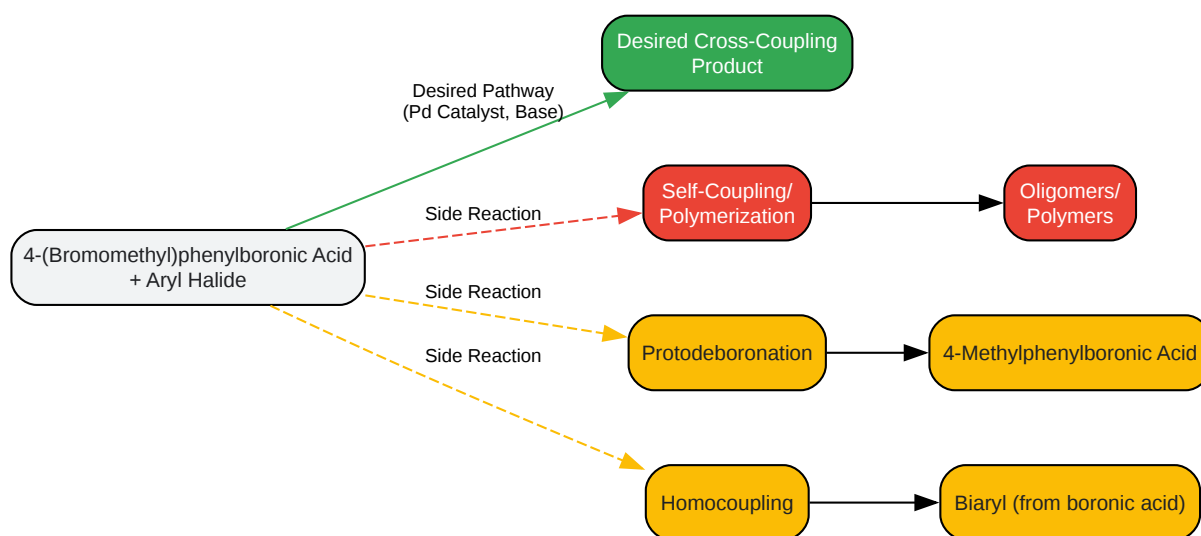 Desired Cross-Coupling
Product
Desired Pathway
(Pd Catalyst, Base)
Self-Coupling/
Polymerization
Oligomers/
Polymers
Side Reaction
4-(Bromomethyl)phenylboronic Acid
+ Aryl Halide
Side Reaction
Protodeboronation
4-Methylphenylboronic Acid
Side Reaction
Homocoupling
Biaryl (from boronic acid)